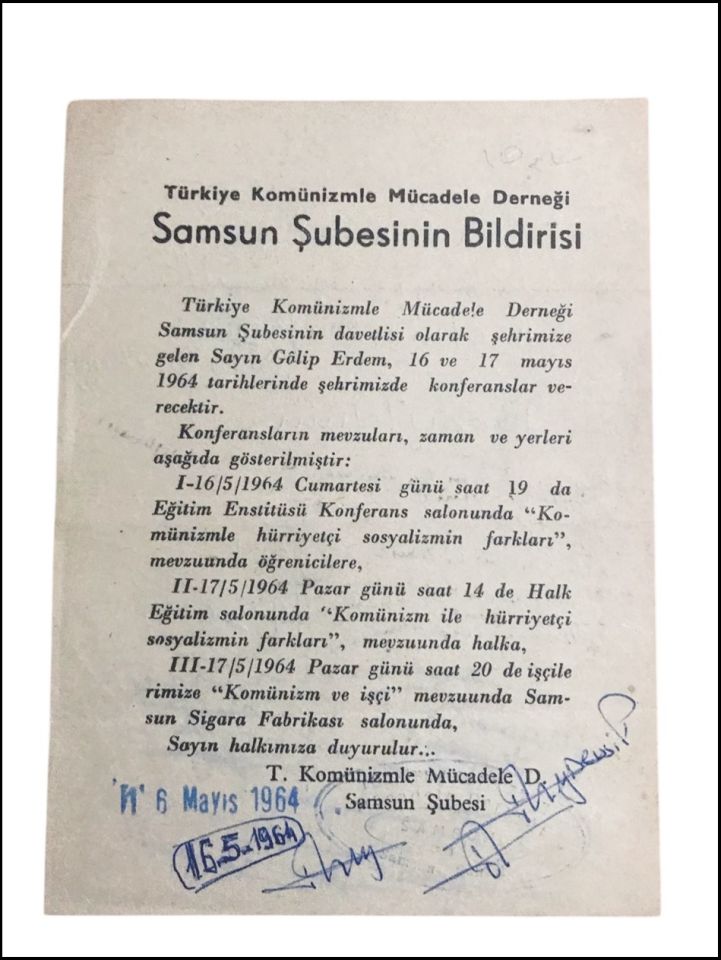 Türkiye Komünizmle Mücadele Derneği
Samsun Şubesinin Bildirisi
Türkiye Komünizmle Mücadele Derneği
Samsun Şubesinin davetlisi olarak şehrimize
gelen Sayın Gôlip Erdem, 16 ve 17 mayıs
1964 tarihlerinde şehrimizde konferanslar ve-
recektir.
Konferansların mevzuları, zaman ve yerleri
aşağıda gösterilmiştir:
I-16/5/1964 Cumartesi günü saat 19 da
Eğitim Enstitüsü Konferans salonunda “Ko-
münizmle hürriyetçi sosyalizmin farkları”,
mevzuunda öğrenicilere,
II-17/5/1964 Pazar günü saat 14 de Halk
Eğitim salonunda “Komünizm ile hürriyetçi
sosyalizmin farkları”, mevzuunda halka,
III-17/5/1964 Pazar günü saat 20 de işçile
rimize “Komünizm ve işçi” mevzuunda Sam-
sun Sigara Fabrikası salonunda,
Sayın halkımıza duyurulur...
T. Komünizmle Mücadele D.
6 Mayıs 1964 Samsun Şubesi
16.5.1964